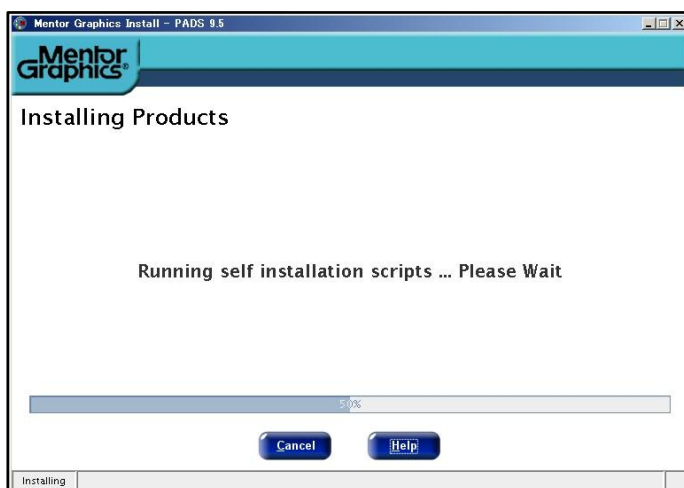 Mentor Graphics Install - PADS 9.5
Mentor
Graphics®
Installing Products
Running self installation scripts ... Please Wait
50%
Cancel Help
Installing